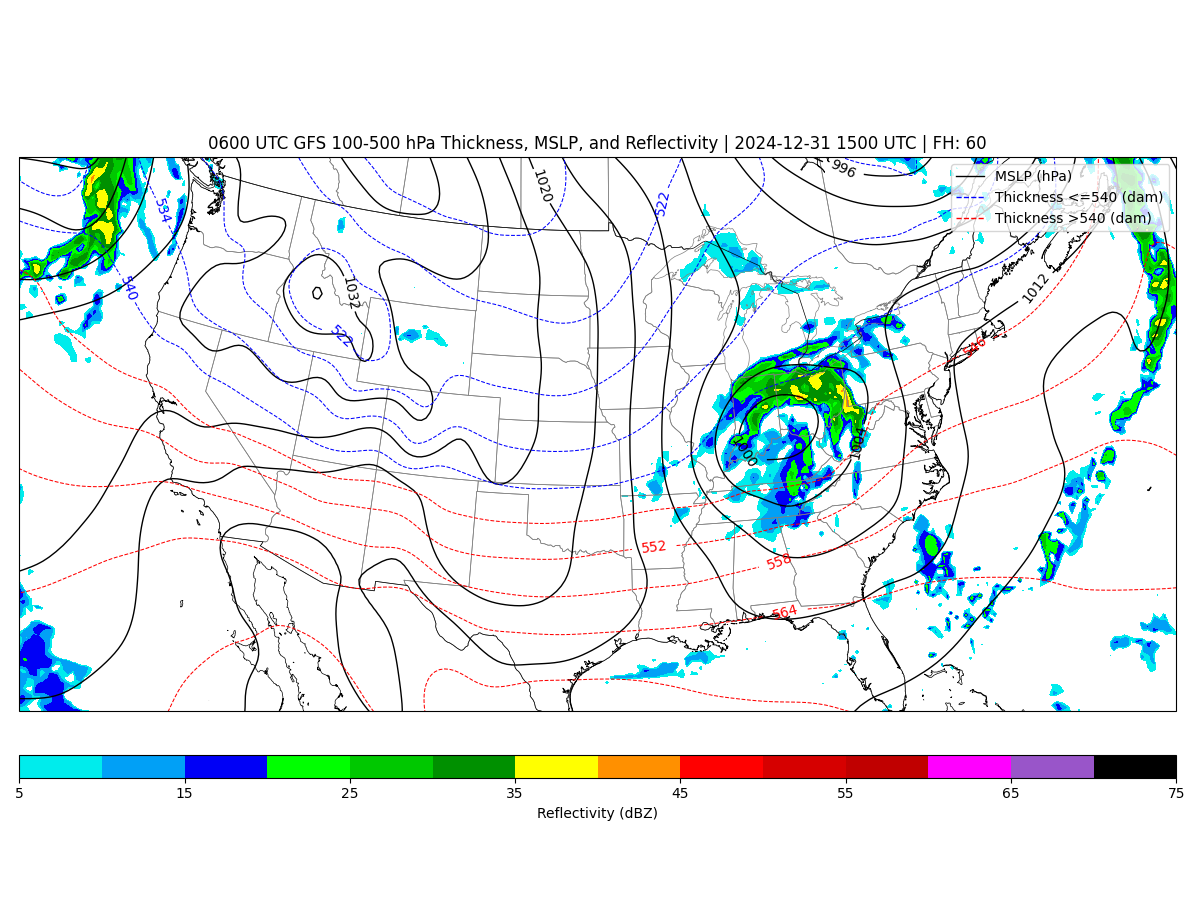 0600 UTC GFS 100-500 hPa Thickness, MSLP, and Reflectivity | 2024-12-31 1500 UTC | FH: 60
996
MSLP (hPa)
Thickness <=540 (dam)
Thickness >540 (dam)
1020
522
534
540
1032
522
1012
546
1004
552
558
564
5 15 25 35 45 55 65 75
Reflectivity (dBZ)